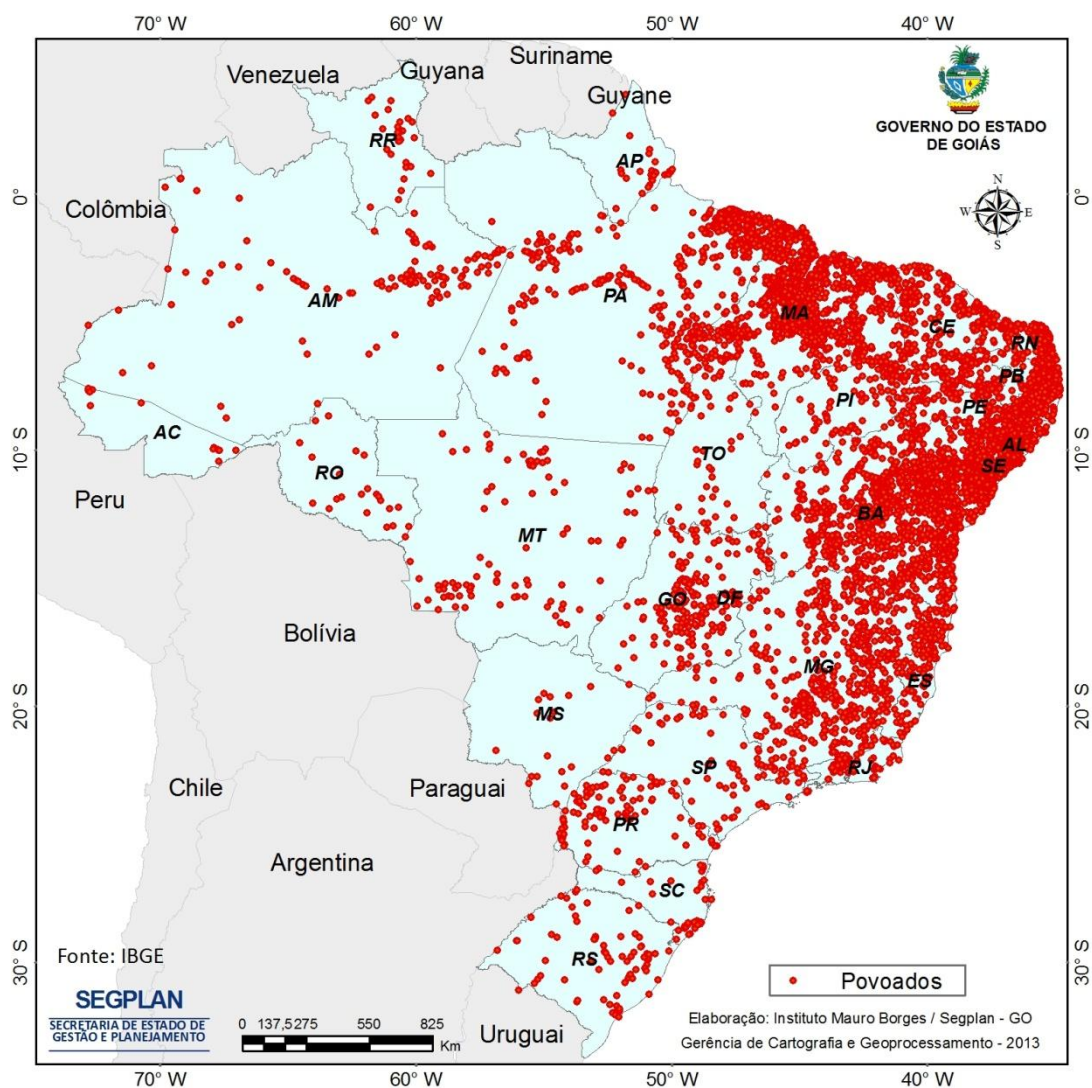 70° W 60° W 50° W 40° W
Suriname
Venezuela
Guyana
Guyane
GOVERNO DO ESTADO
DE GOIÁS
N
W E
S
RR
AP
0° 0°
Colômbia
AM
PA
MA
CE
RN
PB
PI
PE
AC
TO
AL
10° S 10° S
RO
SE
Peru
BA
MT
GO DF
Bolívia
MG
ES
MS
20° S 20° S
SP
RJ
Chile
Paraguai
PR
Argentina
SC
Fonte: IBGE
RS
30° S 30° S
Povoados
SEGPLAN
SECRETARIA DE ESTADO DE
GESTÃO E PLANEJAMENTO
0 137,5 275 550 825
Km
Uruguai
Elaboração: Instituto Mauro Borges / Segplan - GO
Gerência de Cartografia e Geoprocessamento - 2013
70° W 60° W 50° W 40° W